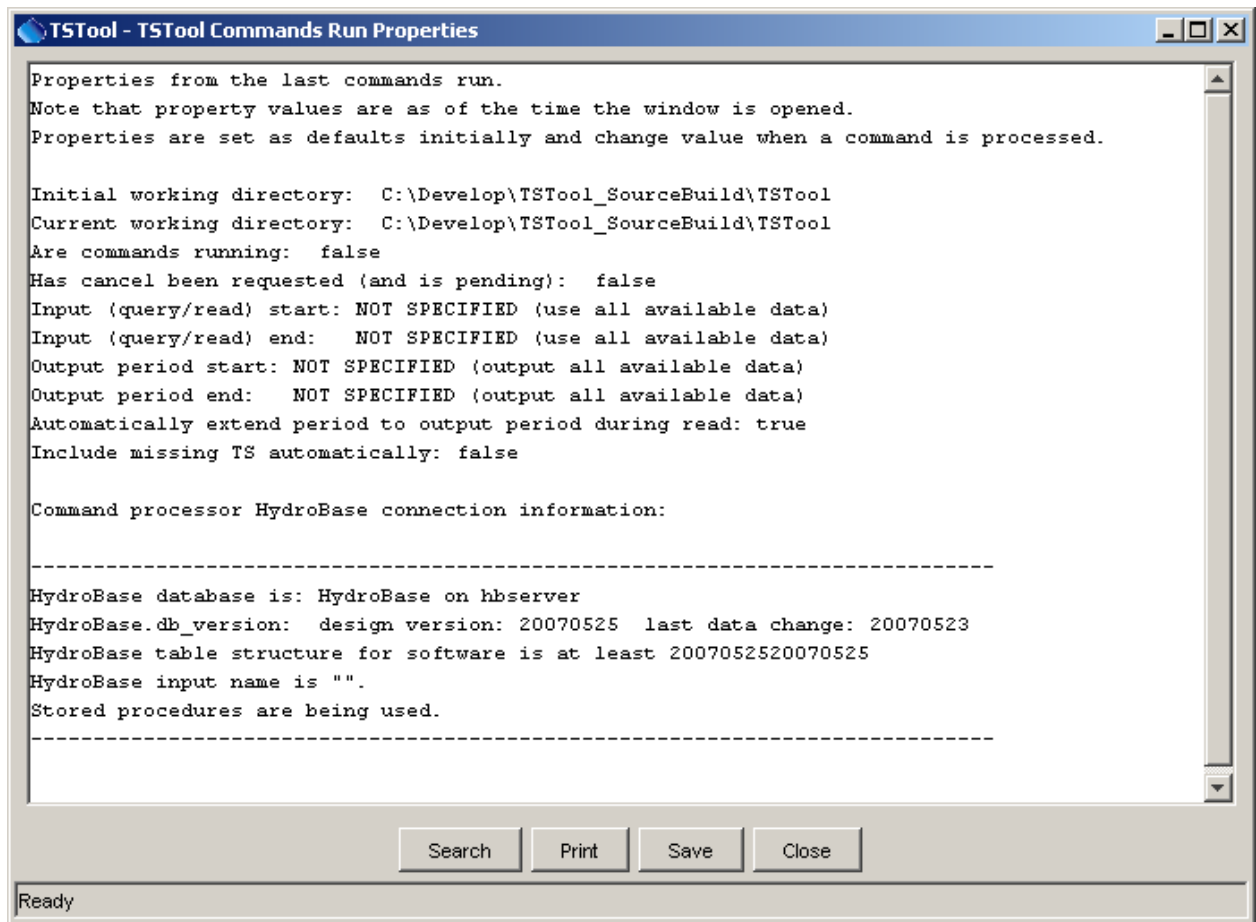 TSTool - TSTool Commands Run Properties
Properties from the last commands run.
Note that property values are as of the time the window is opened.
Properties are set as defaults initially and change value when a command is processed.
Initial working directory:  C:\Develop\TSTool_SourceBuild\TSTool
Current working directory:  C:\Develop\TSTool_SourceBuild\TSTool
Are commands running:  false
Has cancel been requested (and is pending):  false
Input (query/read) start: NOT SPECIFIED (use all available data)
Input (query/read) end:   NOT SPECIFIED (use all available data)
Output period start: NOT SPECIFIED (output all available data)
Output period end:   NOT SPECIFIED (output all available data)
Automatically extend period to output period during read: true
Include missing TS automatically: false
Command processor HydroBase connection information:
-----------------------------------------------------------------------------
HydroBase database is: HydroBase on hbserver
HydroBase.db_version:  design version: 20070525  last data change: 20070523
HydroBase table structure for software is at least 2007052520070525
HydroBase input name is "".
Stored procedures are being used.
-----------------------------------------------------------------------------
Search Print Save Close
Ready